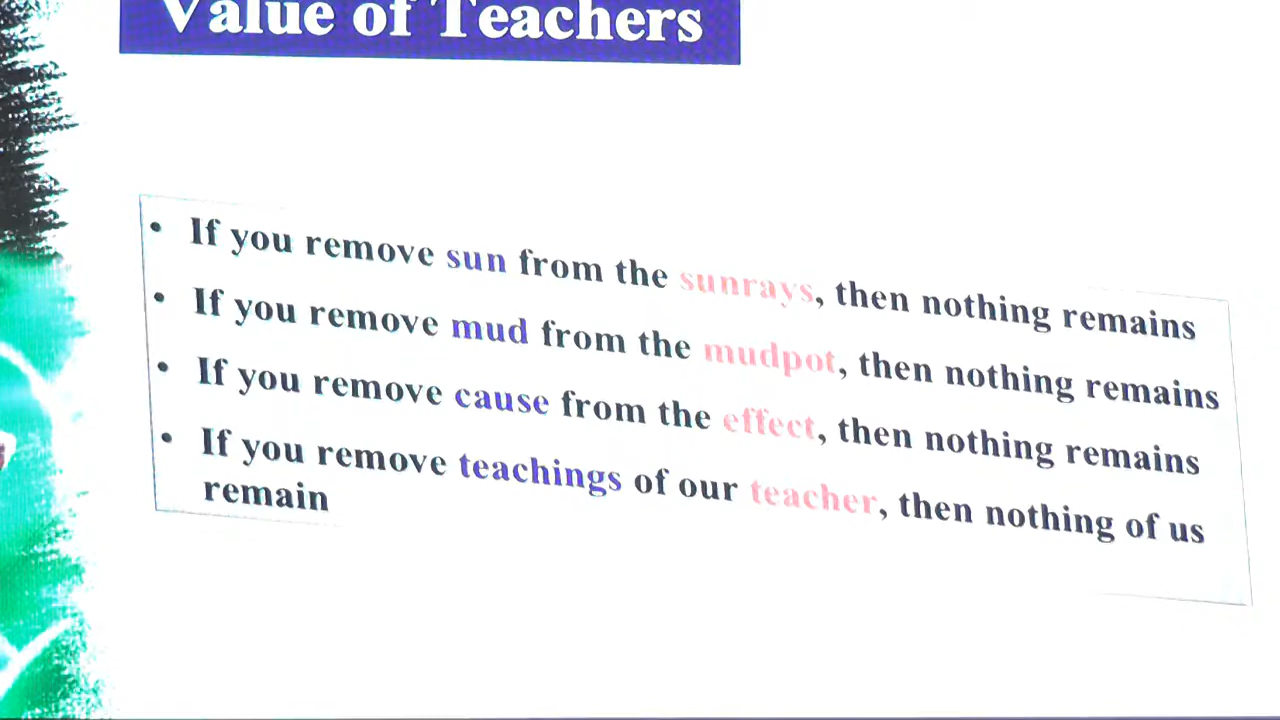 Value of Teachers
• If you remove sun from the sunrays, then nothing remains
• If you remove mud from the mudpot, then nothing remains
• If you remove cause from the effect, then nothing remains
• If you remove teachings of our teacher, then nothing of us
remain